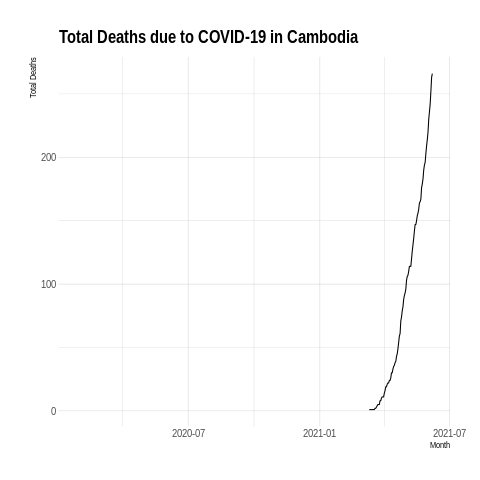 Total Deaths due to COVID-19 in Cambodia
Total Deaths
200
100
0
2020-07
2021-01
2021-07
Month